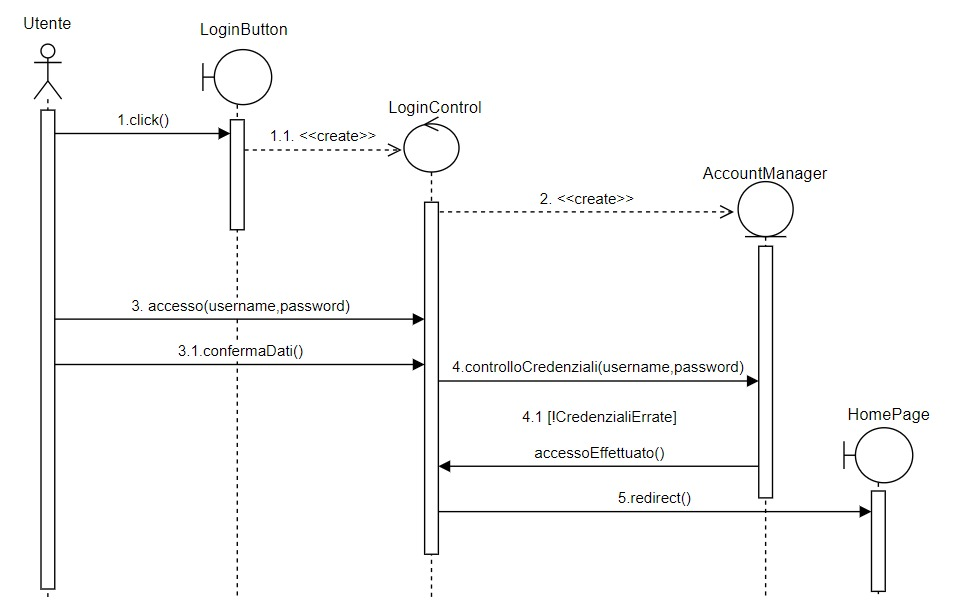 Utente
LoginButton
LoginControl
1.click()
1.1. <<create>>
AccountManager
2. <<create>>
3. accesso(username,password)
3.1.confermaDati()
4.controlloCredenziali(username,password)
4.1 [!CredenzialiErrate]
HomePage
accessoEffettuato()
5.redirect()